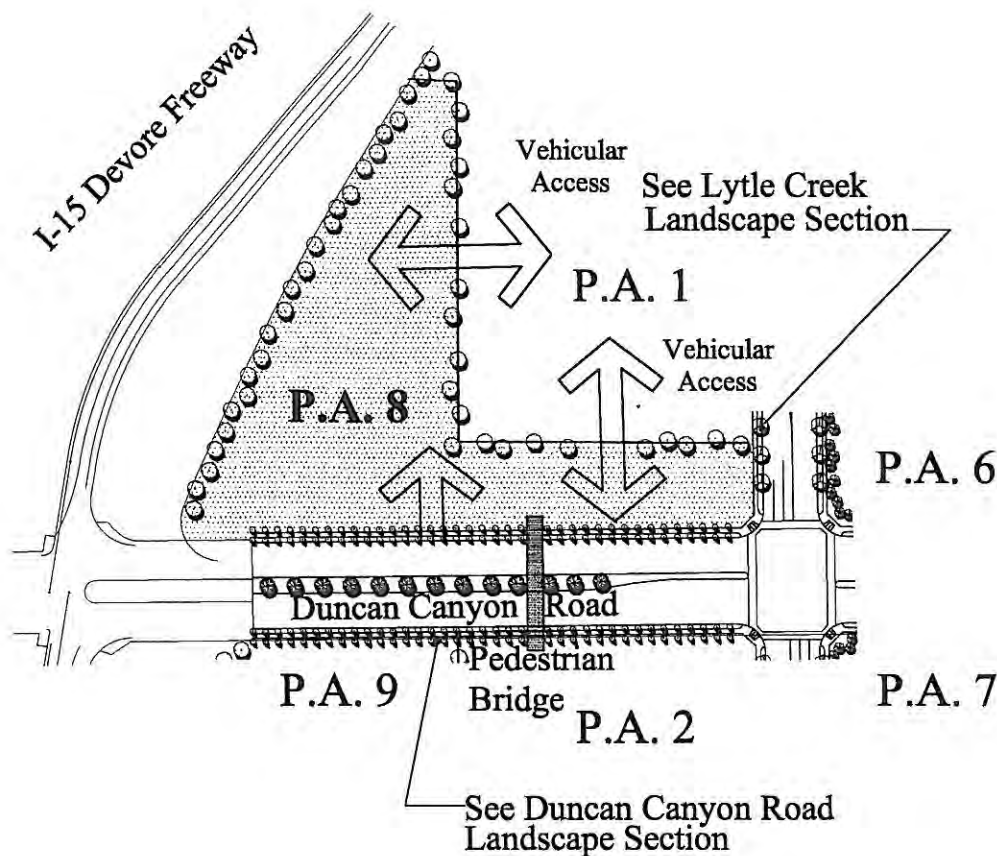 I-15 Devore Freeway
Vehicular
Access
See Lytle Creek
Landscape Section
P.A. 1
Vehicular
Access
P.A. 8
P.A. 6
Duncan Canyon Road
Pedestrian
Bridge
P.A. 9
P.A. 2
P.A. 7
See Duncan Canyon Road
Landscape Section